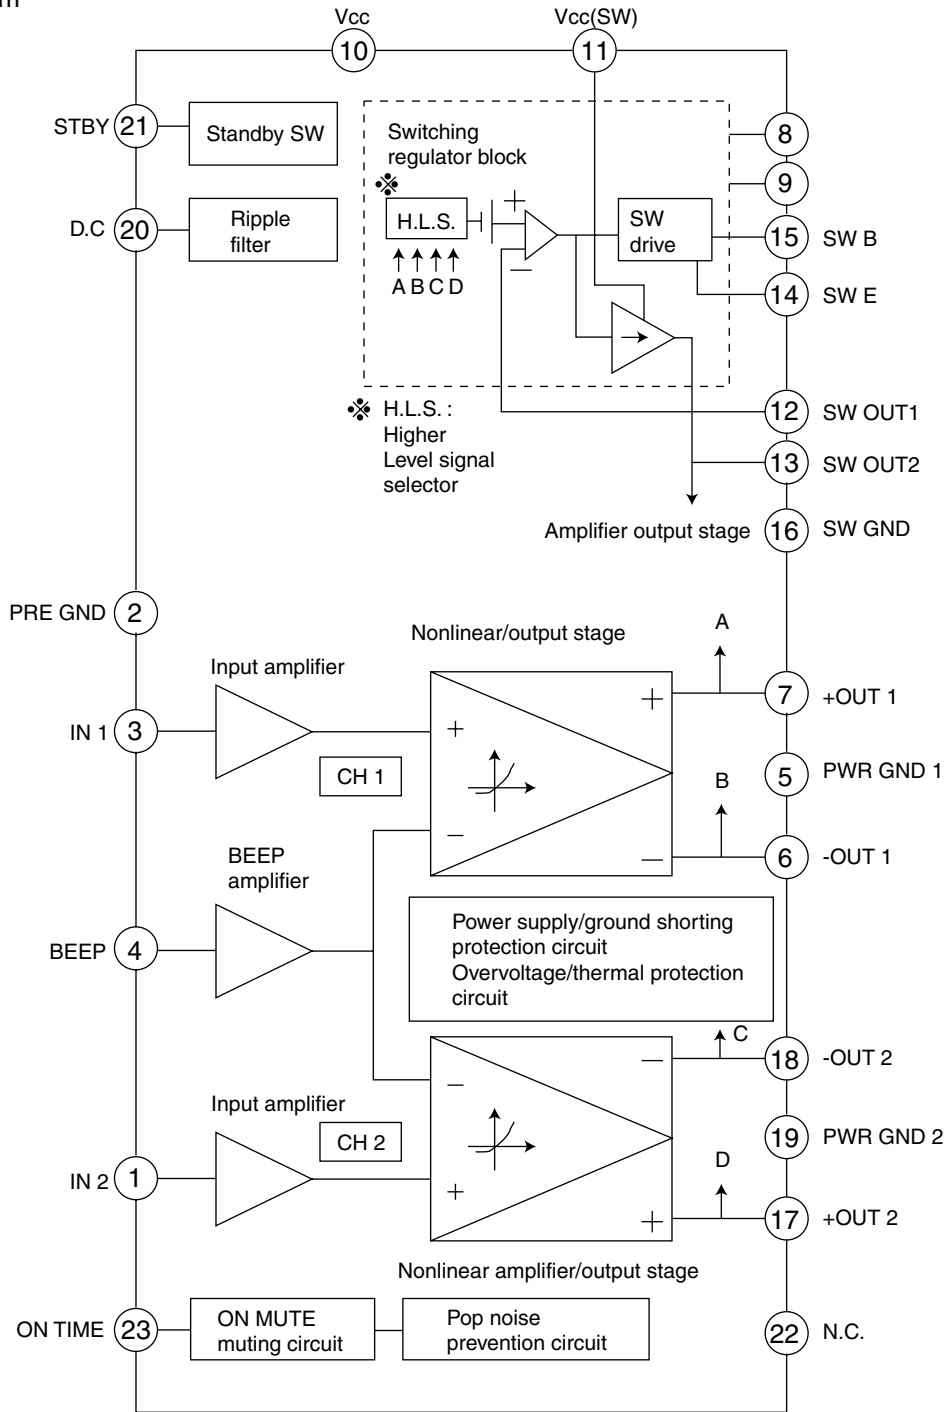 Vcc
10
Vcc(SW)
11
STBY
21
Standby SW
D.C
20
Ripple
filter
Switching
regulator block
※
H.L.S.
A B C D
+
−
SW
drive
8
9
15
SW B
14
SW E
12
SW OUT1
13
SW OUT2
※ H.L.S. :
Higher
Level signal
selector
Amplifier output stage
16
SW GND
PRE GND
2
Nonlinear/output stage
A
Input amplifier
IN 1
3
CH 1
+
−
+
−
7
+OUT 1
5
PWR GND 1
B
6
-OUT 1
BEEP
amplifier
BEEP
4
Power supply/ground shorting
protection circuit
Overvoltage/thermal protection
circuit
C
18
-OUT 2
Input amplifier
CH 2
−
+
−
+
19
PWR GND 2
D
IN 2
1
17
+OUT 2
Nonlinear amplifier/output stage
ON TIME
23
ON MUTE
muting circuit
Pop noise
prevention circuit
22
N.C.